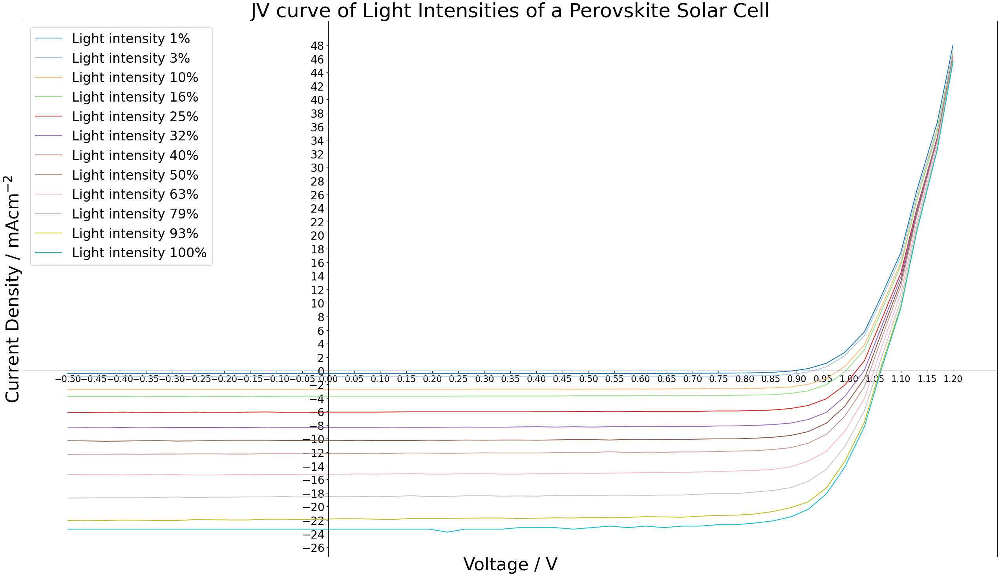 JV curve of Light Intensities of a Perovskite Solar Cell
Light intensity 1%
Light intensity 3%
Light intensity 10%
Light intensity 16%
Light intensity 25%
Light intensity 32%
Light intensity 40%
Light intensity 50%
Light intensity 63%
Light intensity 79%
Light intensity 93%
Light intensity 100%
Current Density / mAcm−2
48
46
44
42
40
38
36
34
32
30
28
26
24
22
20
18
16
14
12
10
8
6
4
2
0
−0.50 −0.45 −0.40 −0.35 −0.30 −0.25 −0.20 −0.15 −0.10 −0.05 0.00 0.05 0.10 0.15 0.20 0.25 0.30 0.35 0.40 0.45 0.50 0.55 0.60 0.65 0.70 0.75 0.80 0.85 0.90 0.95 1.00 1.05 1.10 1.15 1.20
−2
−4
−6
−8
−10
−12
−14
−16
−18
−20
−22
−24
−26
Voltage / V